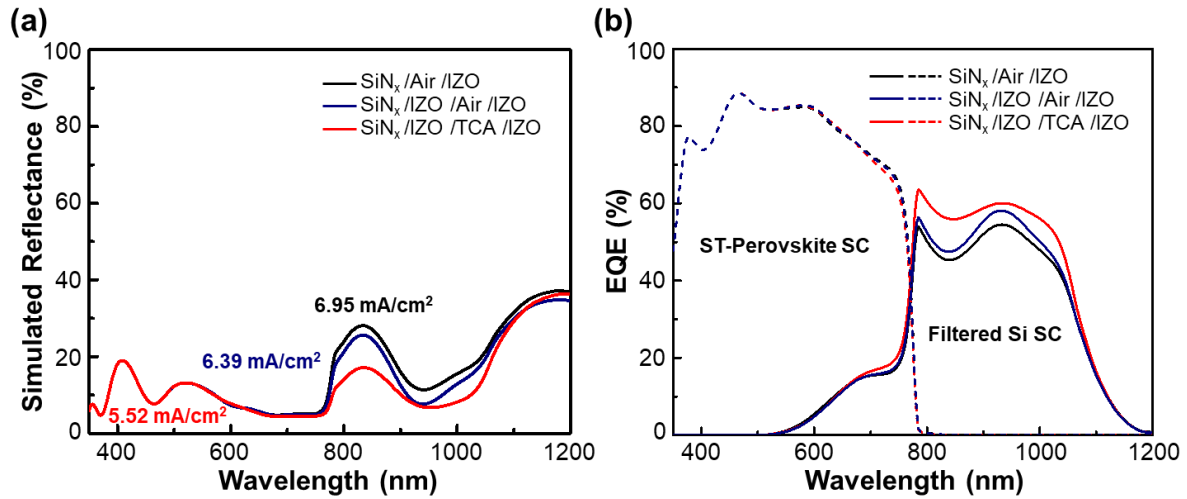 (a)
Simulated Reflectance (%)
100
80
60
40
20
0
SiNₓ /Air /IZO
SiNₓ /IZO /Air /IZO
SiNₓ /IZO /TCA /IZO
6.95 mA/cm²
6.39 mA/cm²
5.52 mA/cm²
400 600 800 1000 1200
Wavelength (nm)
(b)
EQE (%)
100
80
60
40
20
0
SiNₓ /Air /IZO
SiNₓ /IZO /Air /IZO
SiNₓ /IZO /TCA /IZO
ST-Perovskite SC
Filtered Si SC
400 600 800 1000 1200
Wavelength (nm)